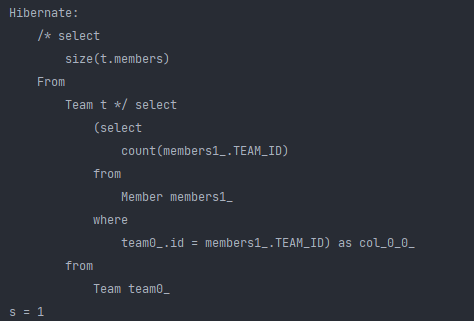 Hibernate:
    /* select
        size(t.members)
    From
        Team t */ select
            (select
                count(members1_.TEAM_ID)
            from
                Member members1_
            where
                team0_.id = members1_.TEAM_ID) as col_0_0_
        from
            Team team0_
s = 1